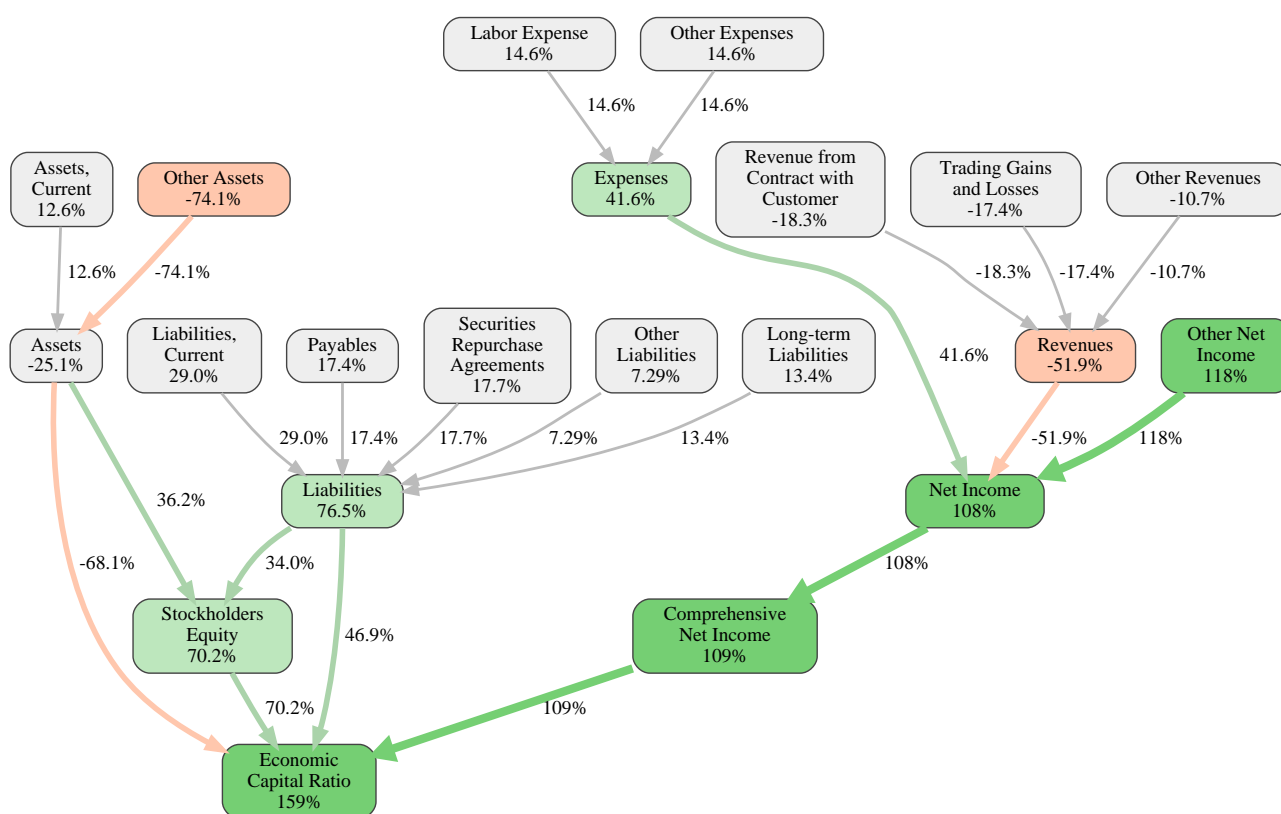 Labor Expense
14.6%
Other Expenses
14.6%
14.6%
14.6%
Assets,
Current
12.6%
Other Assets
-74.1%
Expenses
41.6%
Revenue from
Contract with
Customer
-18.3%
Trading Gains
and Losses
-17.4%
Other Revenues
-10.7%
12.6%
-74.1%
-18.3%
-17.4%
-10.7%
Assets
-25.1%
Liabilities,
Current
29.0%
Payables
17.4%
Securities
Repurchase
Agreements
17.7%
Other
Liabilities
7.29%
Long-term
Liabilities
13.4%
41.6%
Revenues
-51.9%
Other Net
Income
118%
29.0%
17.4%
17.7%
7.29%
13.4%
-51.9%
118%
36.2%
Liabilities
76.5%
Net Income
108%
-68.1%
34.0%
108%
Stockholders
Equity
70.2%
46.9%
Comprehensive
Net Income
109%
70.2%
109%
Economic
Capital Ratio
159%